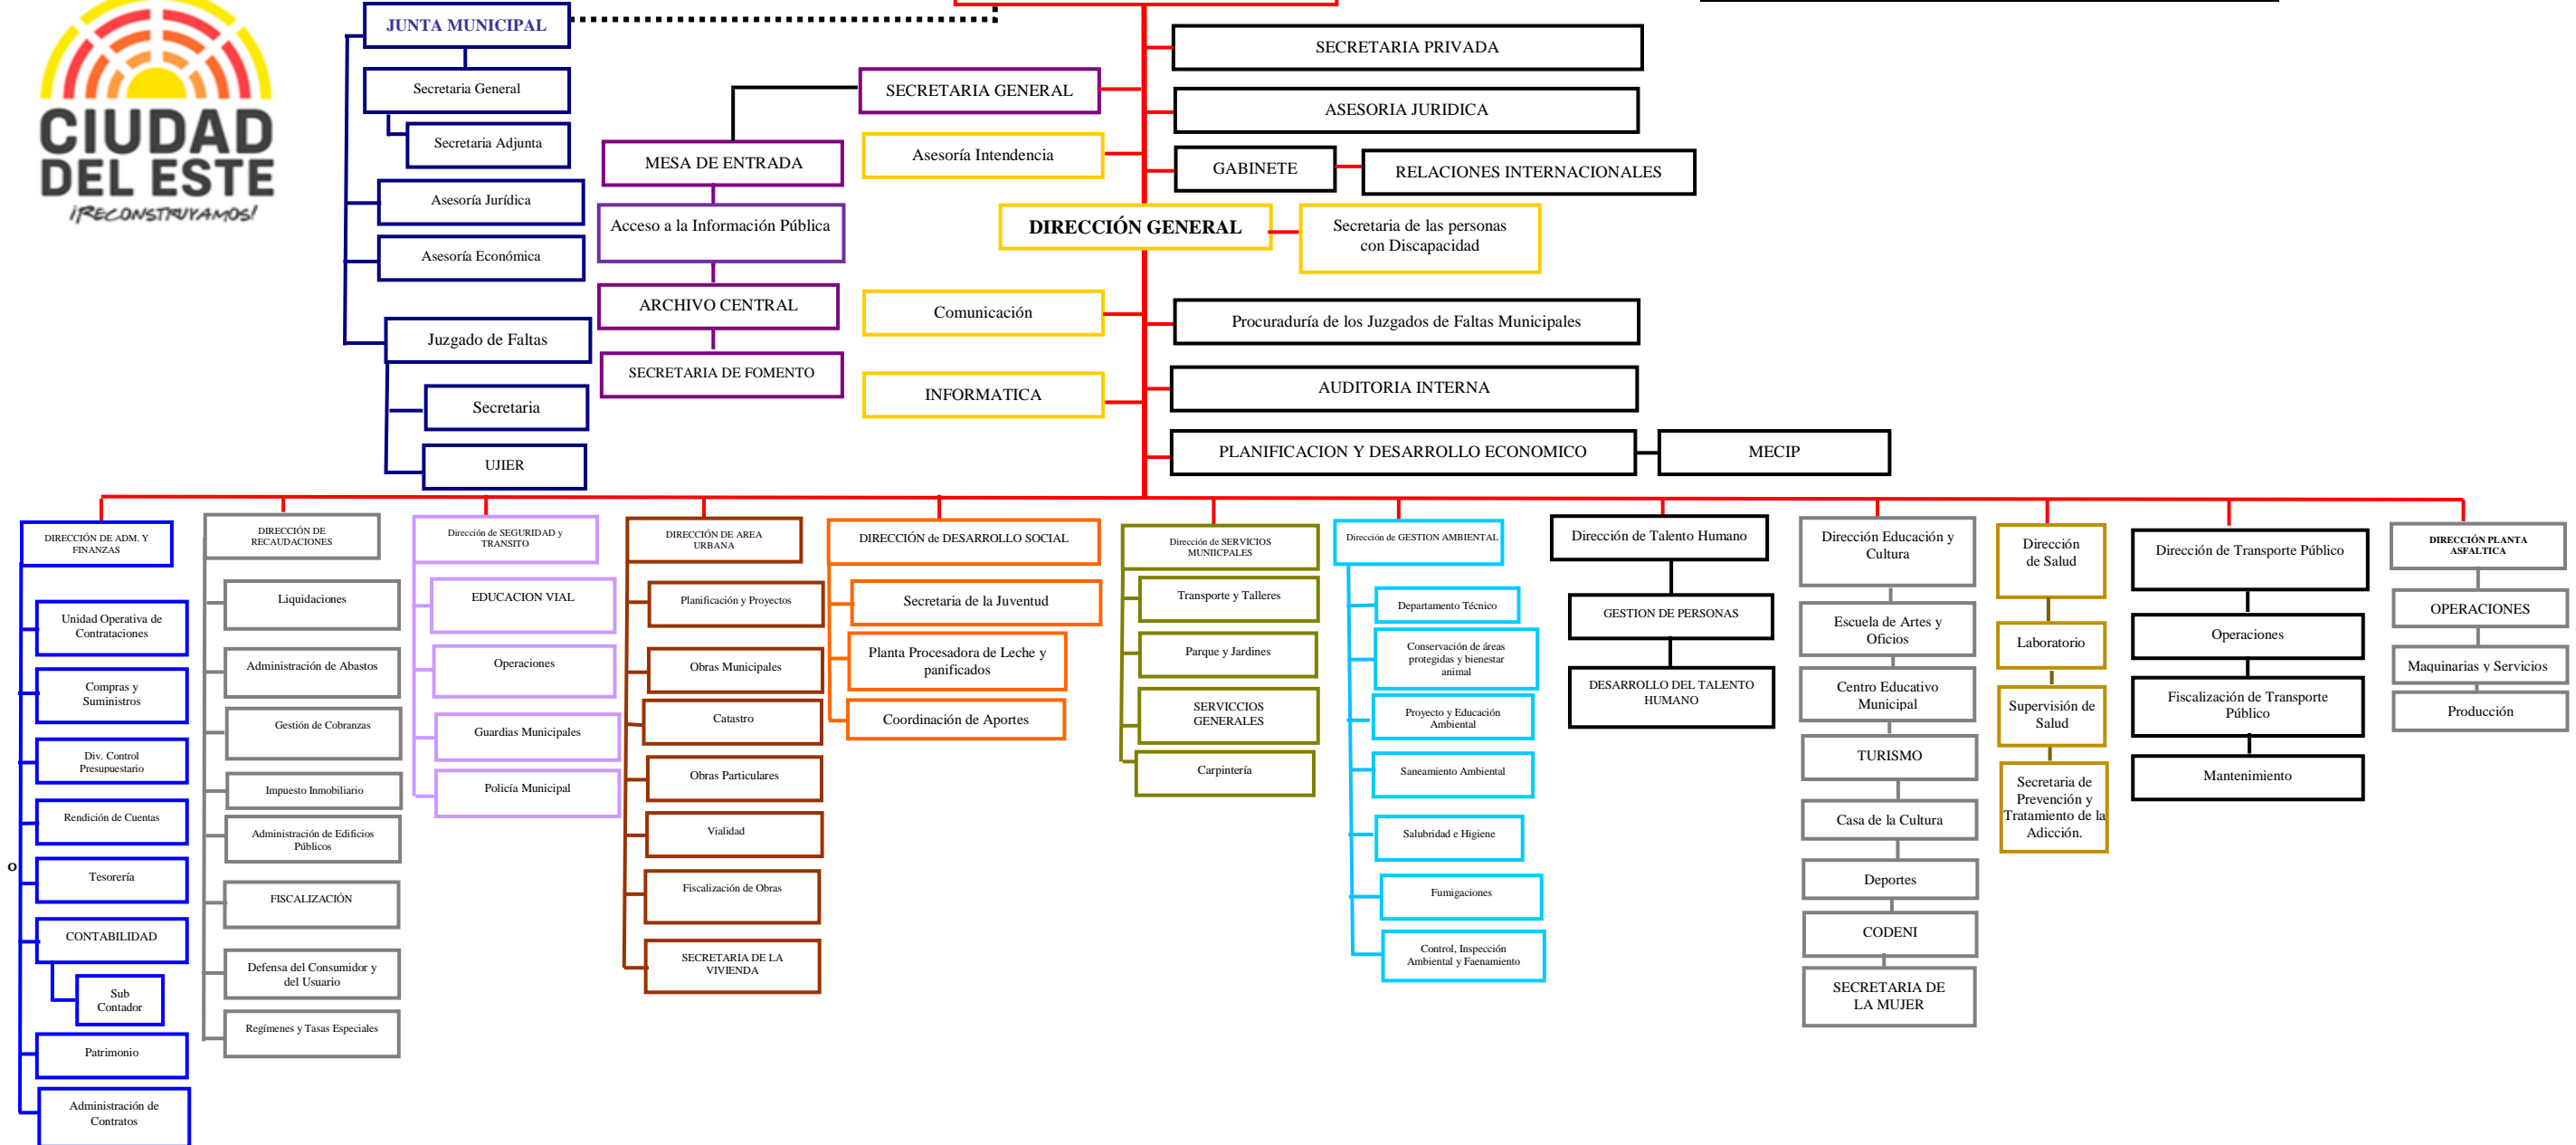 CIUDAD
DEL ESTE
¡RECONSTRUYAMOS!
JUNTA MUNICIPAL
Secretaria General
Secretaria Adjunta
Asesoría Jurídica
Asesoría Económica
Juzgado de Faltas
Secretaria
UJIER
SECRETARIA GENERAL
MESA DE ENTRADA
Acceso a la Información Pública
ARCHIVO CENTRAL
SECRETARIA DE FOMENTO
Asesoría Intendencia
SECRETARIA PRIVADA
ASESORIA JURIDICA
GABINETE
RELACIONES INTERNACIONALES
DIRECCIÓN GENERAL
Secretaria de las personas
con Discapacidad
Comunicación
Procuraduría de los Juzgados de Faltas Municipales
INFORMATICA
AUDITORIA INTERNA
PLANIFICACION Y DESARROLLO ECONOMICO
MECIP
DIRECCIÓN DE ADM. Y
FINANZAS
Unidad Operativa de
Contrataciones
Compras y
Suministros
Div. Control
Presupuestario
Rendición de Cuentas
O
Tesorería
CONTABILIDAD
Sub
Contador
Patrimonio
Administración de
Contratos
DIRECCIÓN DE
RECAUDACIONES
Liquidaciones
Administración de Abastos
Gestión de Cobranzas
Impuesto Inmobiliario
Administración de Edificios
Públicos
FISCALIZACIÓN
Defensa del Consumidor y
del Usuario
Regímenes y Tasas Especiales
Dirección de SEGURIDAD y
TRANSITO
EDUCACION VIAL
Operaciones
Guardias Municipales
Policía Municipal
DIRECCIÓN DE AREA
URBANA
Planificación y Proyectos
Obras Municipales
Catastro
Obras Particulares
Vialidad
Fiscalización de Obras
SECRETARIA DE LA
VIVIENDA
DIRECCIÓN de DESARROLLO SOCIAL
Secretaria de la Juventud
Planta Procesadora de Leche y
panificados
Coordinación de Aportes
Dirección de SERVICIOS
MUNIICPALES
Transporte y Talleres
Parque y Jardines
SERVICCIOS
GENERALES
Carpintería
Dirección de GESTION AMBIENTAL
Departamento Técnico
Conservación de áreas
protegidas y bienestar
animal
Proyecto y Educación
Ambiental
Saneamiento Ambiental
Salubridad e Higiene
Fumigaciones
Control, Inspección
Ambiental y Faenamiento
Dirección de Talento Humano
GESTION DE PERSONAS
DESARROLLO DEL TALENTO
HUMANO
Dirección Educación y
Cultura
Escuela de Artes y
Oficios
Centro Educativo
Municipal
TURISMO
Casa de la Cultura
Deportes
CODENI
SECRETARIA DE
LA MUJER
Dirección
de Salud
Laboratorio
Supervisión de
Salud
Secretaria de
Prevención y
Tratamiento de la
Adicción.
Dirección de Transporte Público
Operaciones
Fiscalización de Transporte
Público
Mantenimiento
DIRECCIÓN PLANTA
ASFALTICA
OPERACIONES
Maquinarias y Servicios
Producción